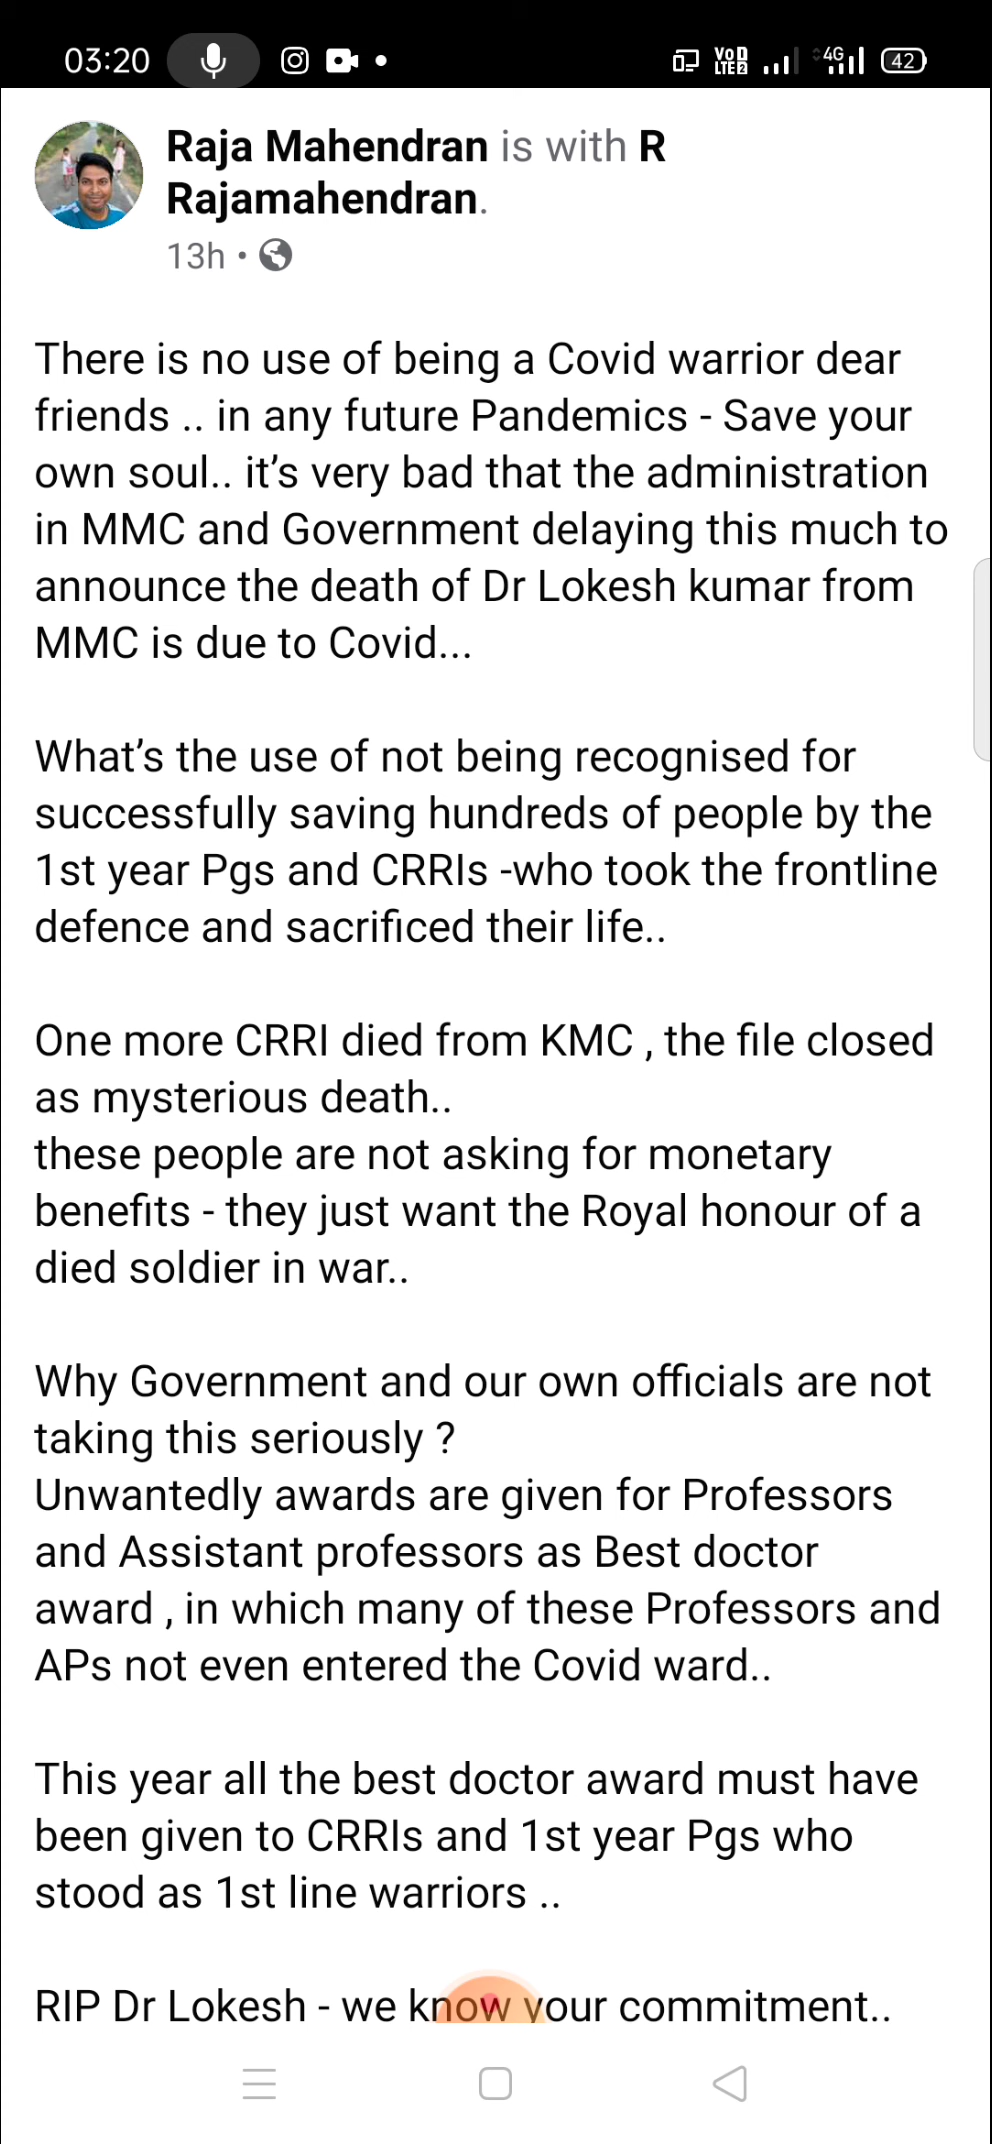 03:20
VoD
LTE2
4G
42
Raja Mahendran is with R
Rajamahendran.
13h •
There is no use of being a Covid warrior dear
friends .. in any future Pandemics - Save your
own soul.. it’s very bad that the administration
in MMC and Government delaying this much to
announce the death of Dr Lokesh kumar from
MMC is due to Covid...
What’s the use of not being recognised for
successfully saving hundreds of people by the
1st year Pgs and CRRIs -who took the frontline
defence and sacrificed their life..
One more CRRI died from KMC , the file closed
as mysterious death..
these people are not asking for monetary
benefits - they just want the Royal honour of a
died soldier in war..
Why Government and our own officials are not
taking this seriously ?
Unwantedly awards are given for Professors
and Assistant professors as Best doctor
award , in which many of these Professors and
APs not even entered the Covid ward..
This year all the best doctor award must have
been given to CRRIs and 1st year Pgs who
stood as 1st line warriors ..
RIP Dr Lokesh - we know your commitment..